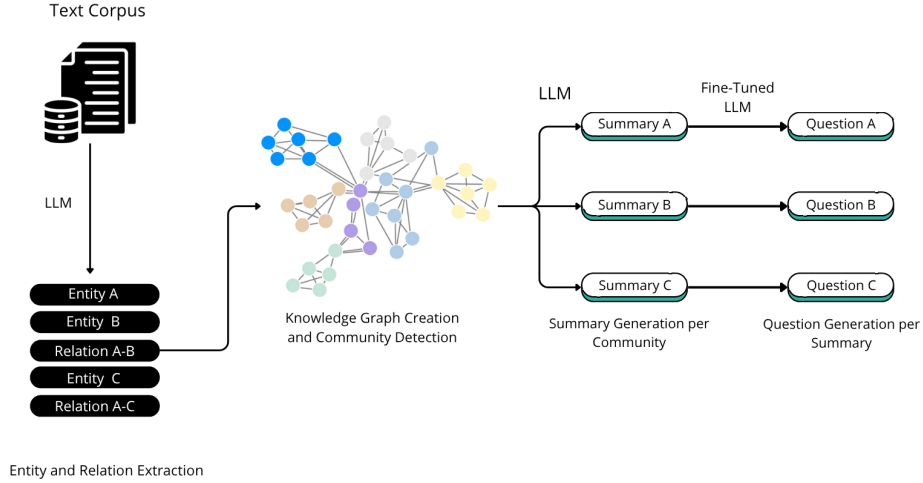 Text Corpus
LLM
Entity A
Entity B
Relation A-B
Entity C
Relation A-C
Entity and Relation Extraction
Knowledge Graph Creation
and Community Detection
LLM
Summary A
Summary B
Summary C
Summary Generation per
Community
Fine-Tuned
LLM
Question A
Question B
Question C
Question Generation per
Summary